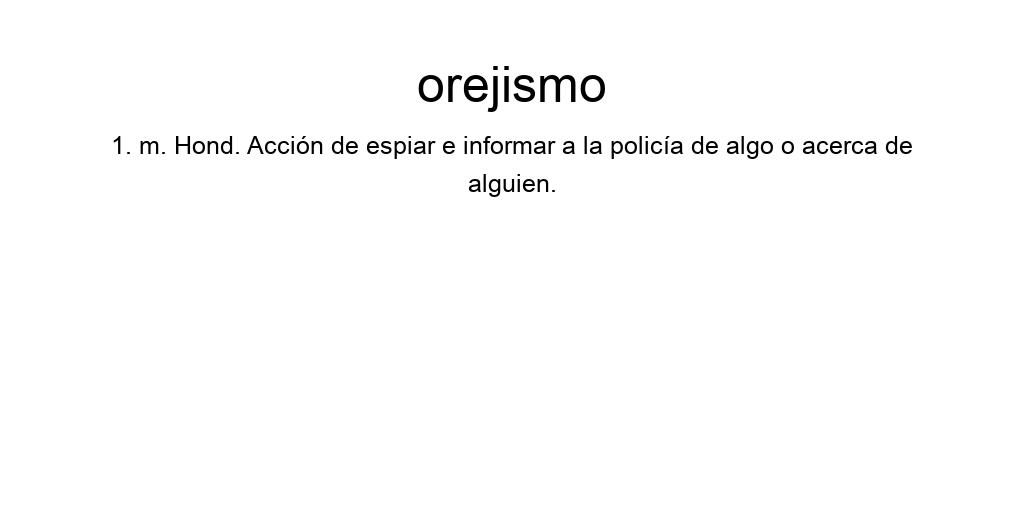 orejismo
1. m. Hond. Acción de espiar e informar a la policía de algo o acerca de
alguien.